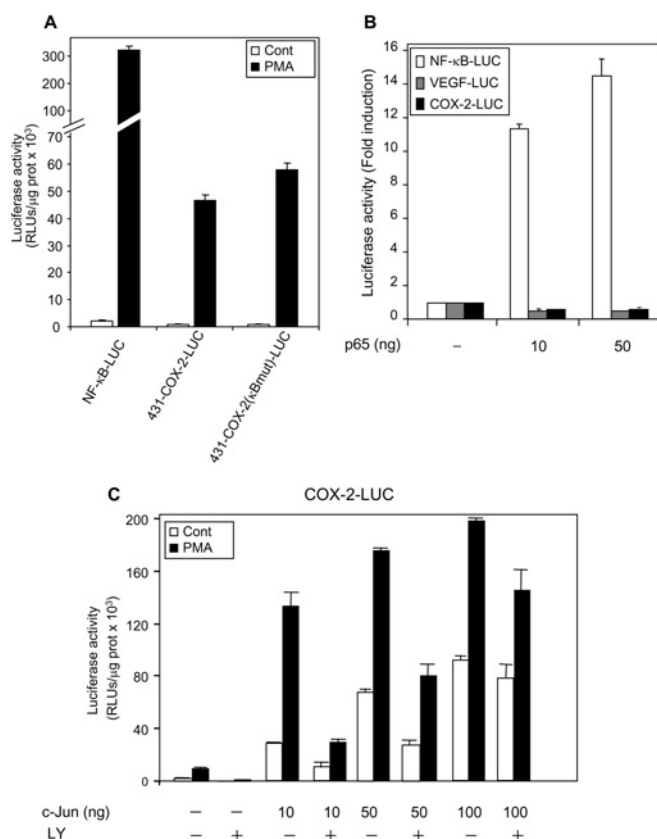 A
Cont
PMA
Luciferase activity
(RLUs/µg prot x 10³)
300
200
100
80
60
40
20
10
0
NF-κB-LUC
431-COX-2-LUC
431-COX-2(κBmut)-LUC
B
NF-κB-LUC
VEGF-LUC
COX-2-LUC
Luciferase activity (Fold induction)
16
14
12
10
8
6
4
2
1
0
p65 (ng) – 10 50
C
COX-2-LUC
Cont
PMA
Luciferase activity
(RLUs/µg prot x 10³)
200
160
120
80
40
0
c-Jun (ng) – – 10 10 50 50 100 100
LY – + – + – + – +